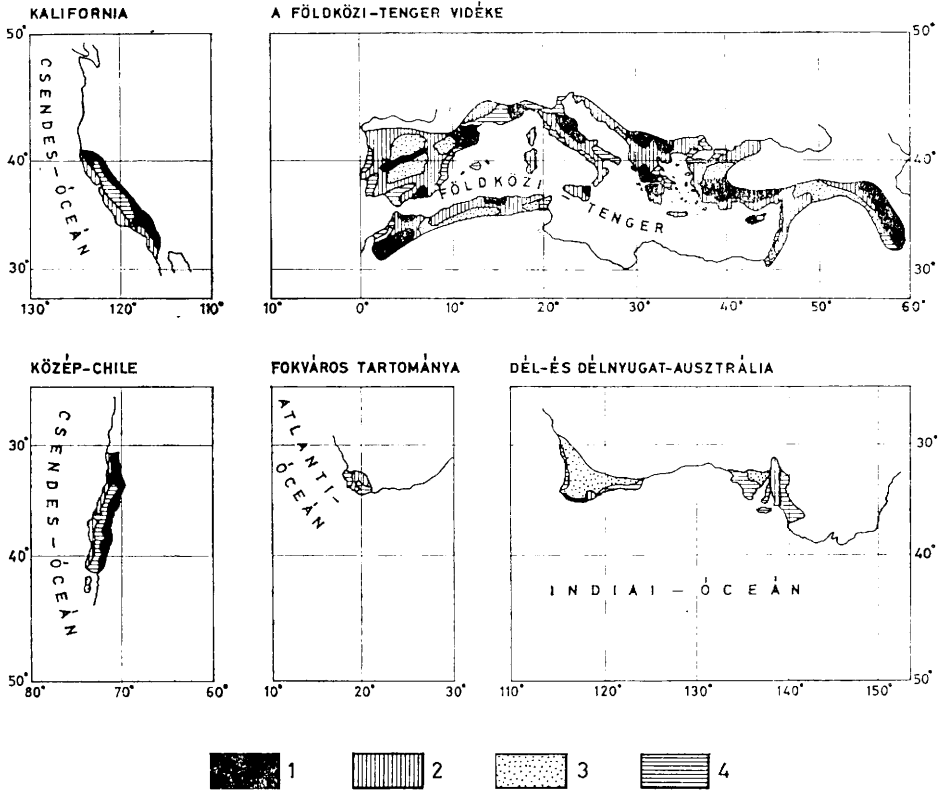 KALIFORNIA
A FÖLDKÖZI-TENGER VIDÉKE
50°
40°
30°
130° 120° 110°
CSENDES-ÓCEÁN
50°
40°
30°
10° 0° 10° 20° 30° 40° 50° 60°
FÖLDKÖZI - TENGER
KÖZÉP-CHILE
FOKVÁROS TARTOMÁNYA
DÉL-ÉS DÉLNYUGAT-AUSZTRÁLIA
30°
40°
50°
80° 70° 60°
CSENDES-ÓCEÁN
10° 20° 30°
ATLANTI-
ÓCEÁN
30°
40°
50°
110° 120° 130° 140° 150°
INDIAI-ÓCEÁN
1 2 3 4